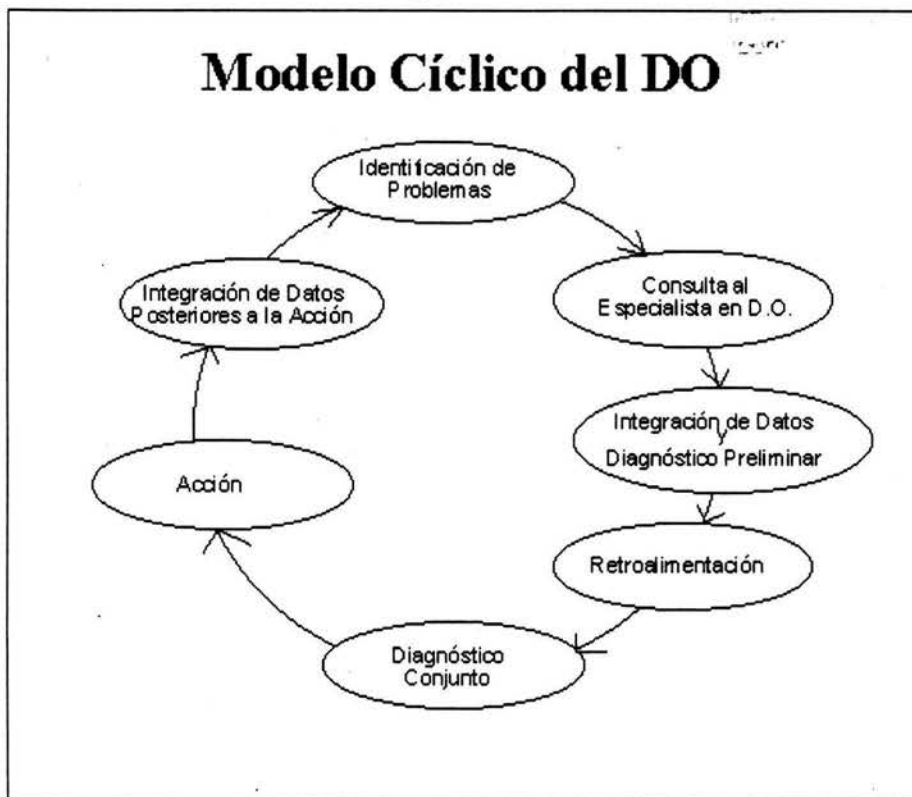 Modelo Cíclico del DO
Identificación de
Problemas
Consulta al
Especialista en D.O.
Integración de Datos
y
Diagnóstico Preliminar
Retroalimentación
Diagnóstico
Conjunto
Acción
Integración de Datos
Posteriores a la Acción